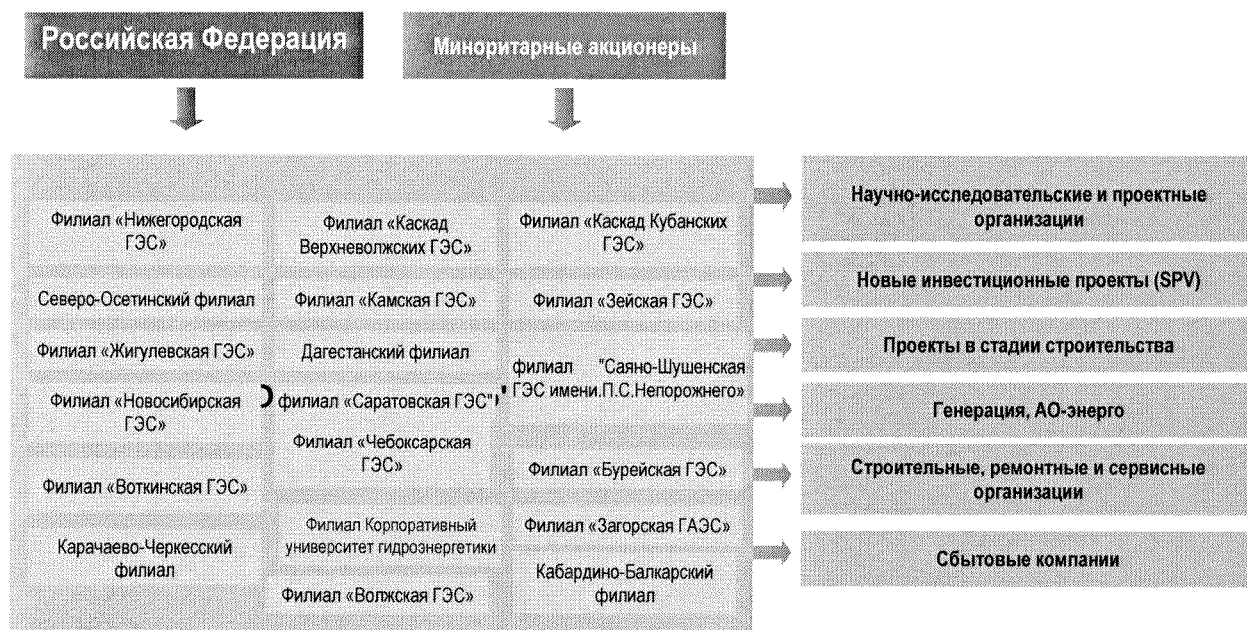 Российская Федерация
Миноритарные акционеры
Филиал «Нижегородская
ГЭС»
Северо-Осетинский филиал
Филиал «Жигулевская ГЭС»
Филиал «Новосибирская
ГЭС»
Филиал «Воткинская ГЭС»
Карачаево-Черкесский
филиал
Филиал «Каскад
Верхневолжских ГЭС»
Филиал «Камская ГЭС»
Дагестанский филиал
филиал «Саратовская ГЭС"
Филиал «Чебоксарская
ГЭС»
Филиал Корпоративный
университет гидроэнергетики
Филиал «Волжская ГЭС»
Филиал «Каскад Кубанских
ГЭС»
Филиал «Зейская ГЭС»
филиал "Саяно-Шушенская
ГЭС имени.П.С.Непорожнего»
Филиал «Бурейская ГЭС»
Филиал «Загорская ГАЭС»
Кабардино-Балкарский
филиал
Научно-исследовательские и проектные
организации
Новые инвестиционные проекты (SPV)
Проекты в стадии строительства
Генерация, АО-энерго
Строительные, ремонтные и сервисные
организации
Сбытовые компании